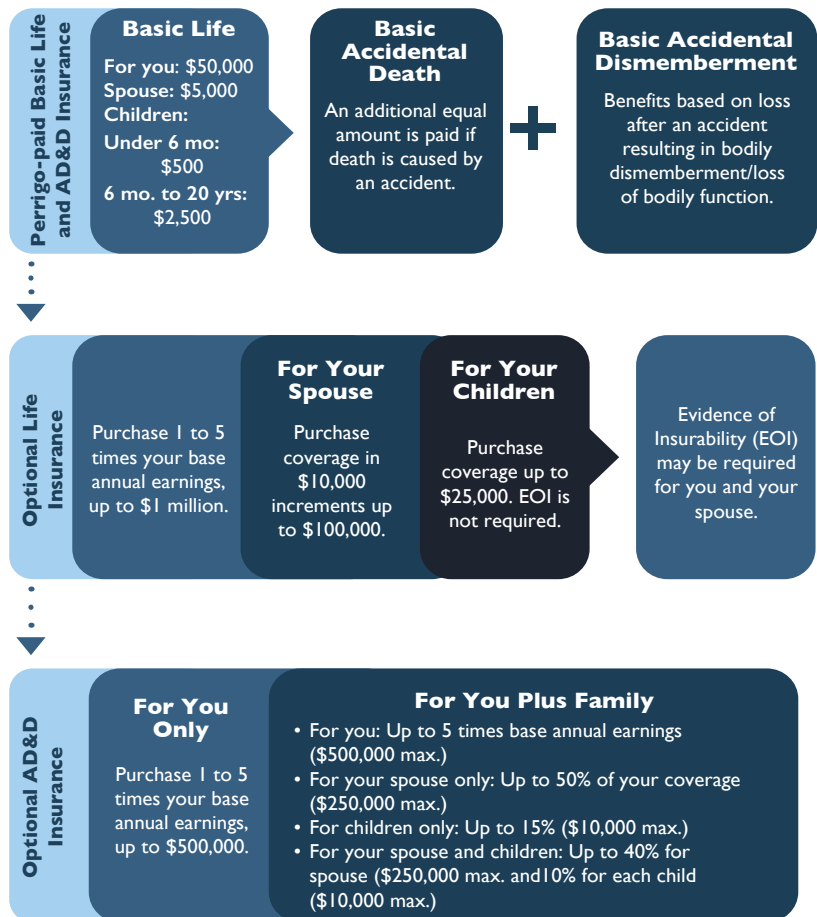 Perrigo-paid Basic Life
and AD&D Insurance
Basic Life
For you: $50,000
Spouse: $5,000
Children:
Under 6 mo:
$500
6 mo. to 20 yrs:
$2,500
Basic
Accidental
Death
An additional equal
amount is paid if
death is caused by
an accident.
Basic Accidental
Dismemberment
Benefits based on loss
after an accident
resulting in bodily
dismemberment/loss
of bodily function.
Optional Life
Insurance
Purchase 1 to 5
times your base
annual earnings,
up to $1 million.
For Your
Spouse
Purchase
coverage in
$10,000
increments up
to $100,000.
For Your
Children
Purchase
coverage up to
$25,000. EOI is
not required.
Evidence of
Insurability (EOI)
may be required
for you and your
spouse.
Optional AD&D
Insurance
For You
Only
Purchase 1 to 5
times your base
annual earnings,
up to $500,000.
For You Plus Family
• For you: Up to 5 times base annual earnings
($500,000 max.)
• For your spouse only: Up to 50% of your coverage
($250,000 max.)
• For children only: Up to 15% ($10,000 max.)
• For your spouse and children: Up to 40% for
spouse ($250,000 max. and10% for each child
($10,000 max.)